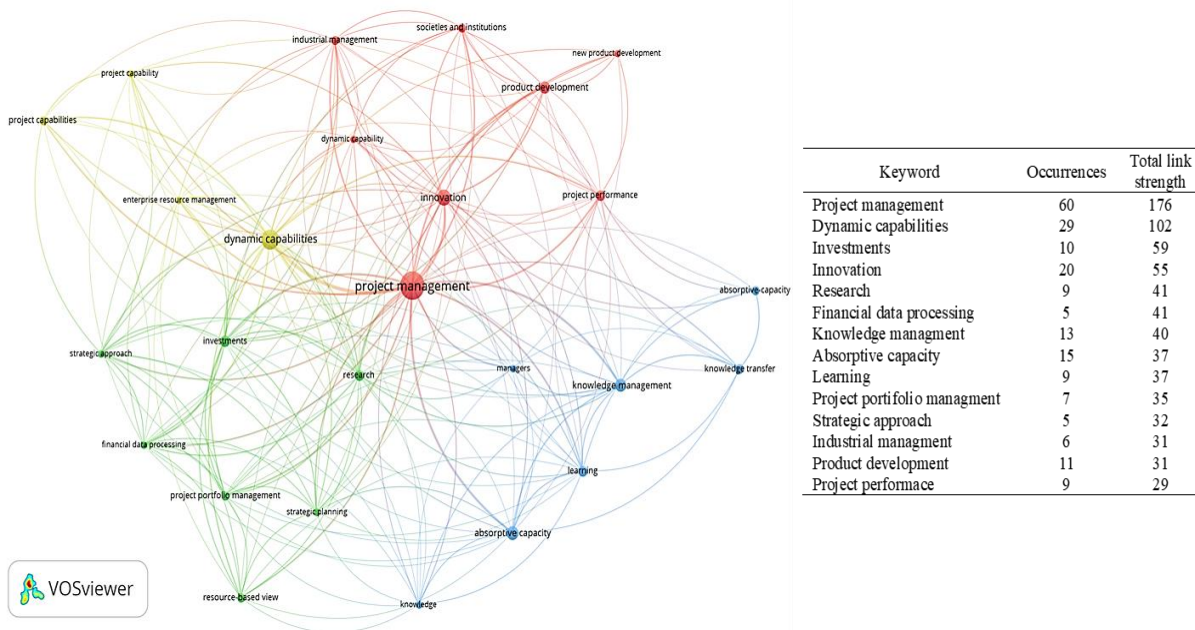 societies and institutions
industrial management
new product development
project capability
product development
project capabilities
dynamic capability
enterprise resource management
innovation
project performance
dynamic capabilities
project management
absorptive-capacity
investments
strategic approach
research
managers
knowledge management
knowledge transfer
financial data processing
learning
project portfolio management
strategic planning
absorptive capacity
resource-based view
knowledge
VOSviewer
Keyword Occurrences Total link strength
Project management 60 176
Dynamic capabilities 29 102
Investments 10 59
Innovation 20 55
Research 9 41
Financial data processing 5 41
Knowledge managment 13 40
Absorptive capacity 15 37
Learning 9 37
Project portifolio managment 7 35
Strategic approach 5 32
Industrial managment 6 31
Product development 11 31
Project performace 9 29